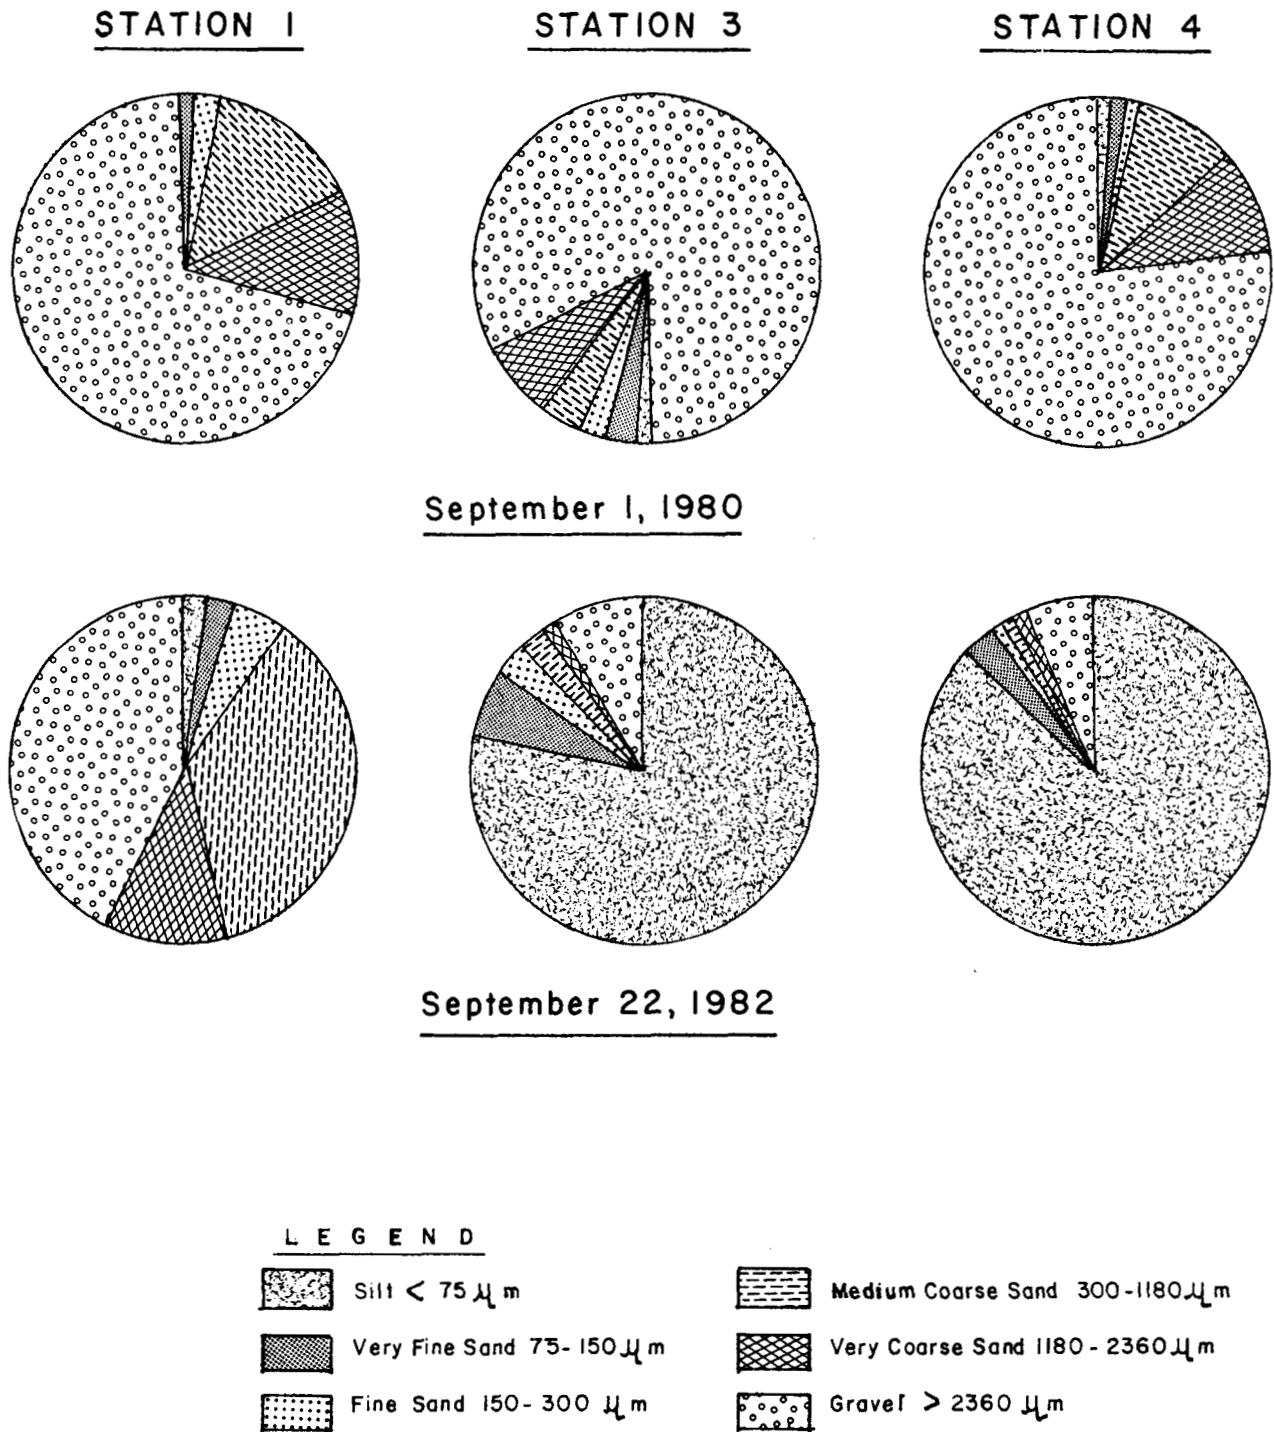 STATION 1
STATION 3
STATION 4
September 1, 1980
September 22, 1982
LEGEND
Silt < 75 μm
Medium Coarse Sand 300-1180 μm
Very Fine Sand 75-150 μm
Very Coarse Sand 1180-2360 μm
Fine Sand 150-300 μm
Gravel > 2360 μm